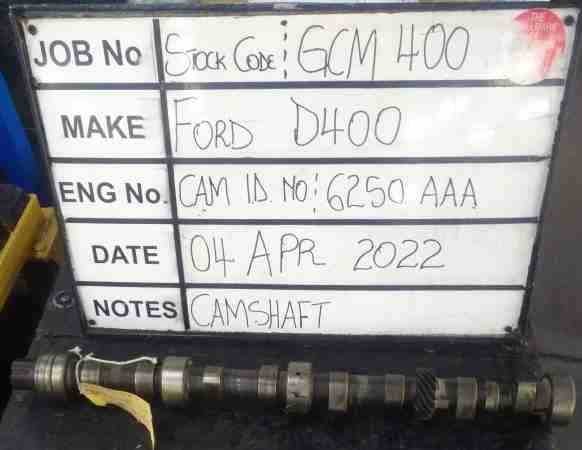 JOB No STOCK CODE: GCM 400
MAKE FORD D400
ENG No. CAM I.D. NO: 6250 AAA
DATE 04 APR 2022
NOTES CAMSHAFT
THE